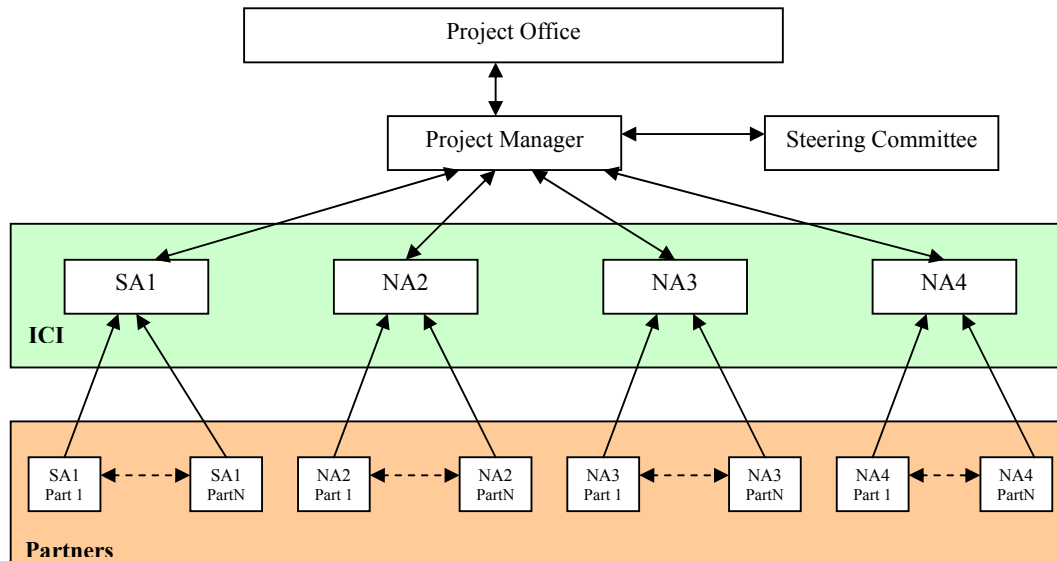 Project Office
Project Manager
Steering Committee
SA1
NA2
NA3
NA4
ICI
SA1
Part 1
SA1
PartN
NA2
Part 1
NA2
PartN
NA3
Part 1
NA3
PartN
NA4
Part 1
NA4
PartN
Partners